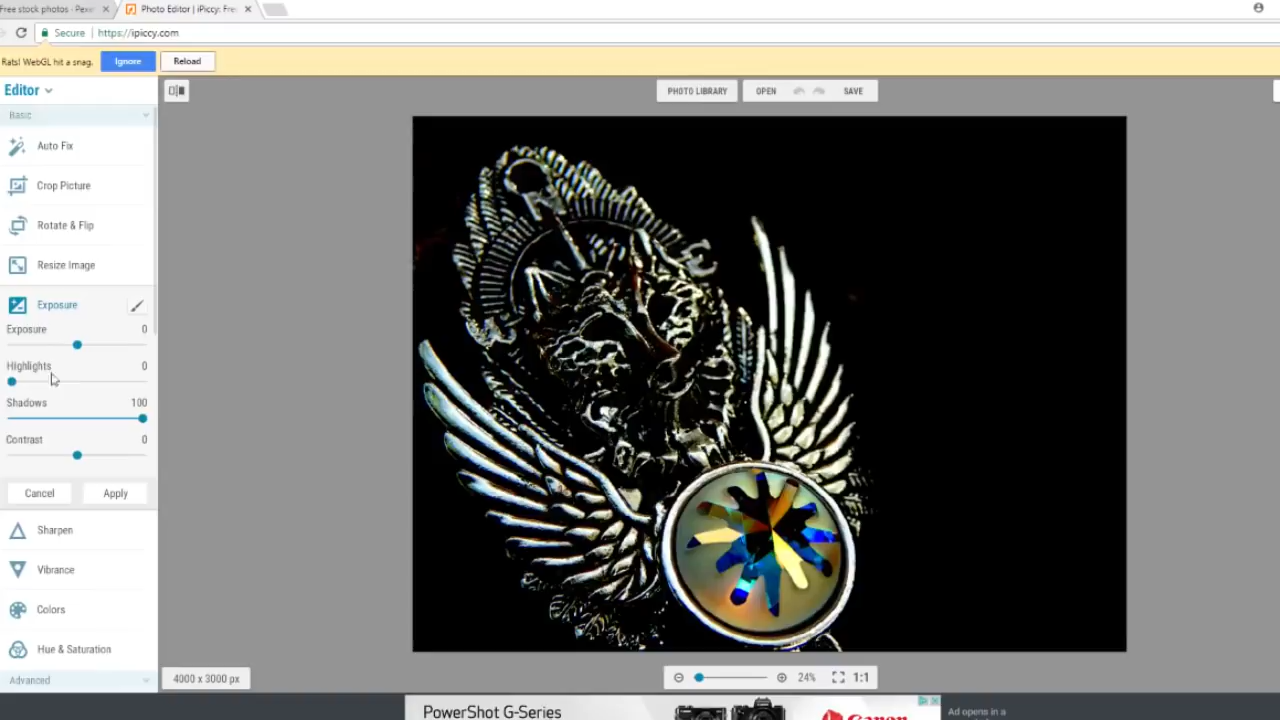 Free stock photos - Pexe
Photo Editor | iPiccy: Fre
Secure | https://ipiccy.com
Rats! WebGL hit a snag. Ignore Reload
Editor
PHOTO LIBRARY OPEN SAVE
Basic
Auto Fix
Crop Picture
Rotate & Flip
Resize Image
Exposure
Exposure 0
Highlights 0
Shadows 100
Contrast 0
Cancel Apply
Sharpen
Vibrance
Colors
Hue & Saturation
Advanced
4000 x 3000 px
24% 1:1
PowerShot G-Series
Canon
Ad opens in a